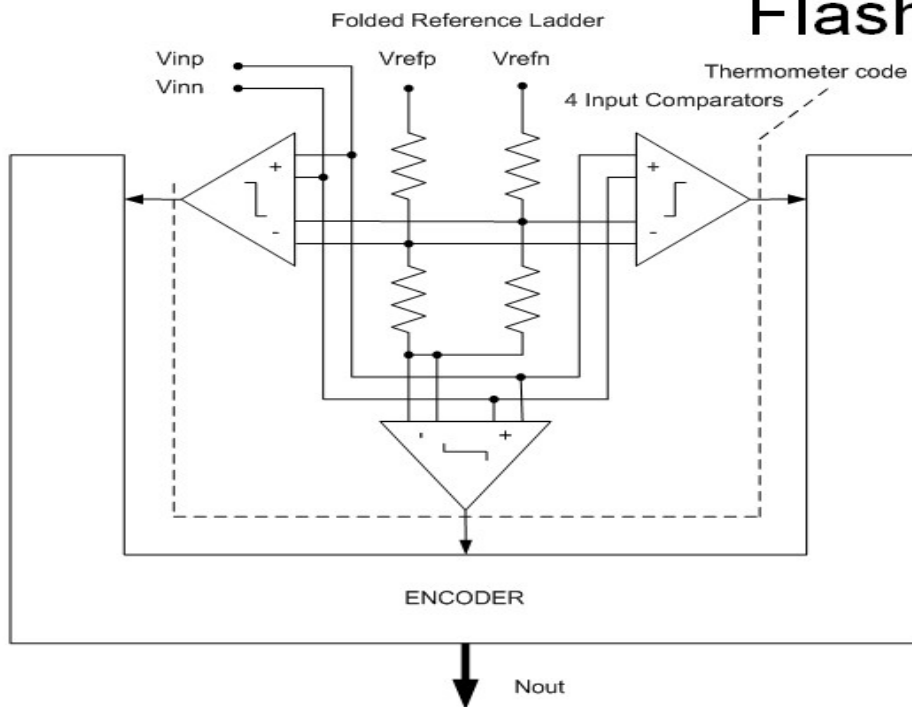 Flash
Folded Reference Ladder
Vinp
Vinn
Vrefp
Vrefn
Thermometer code
4 Input Comparators
+
-
+
-
+
ENCODER
Nout